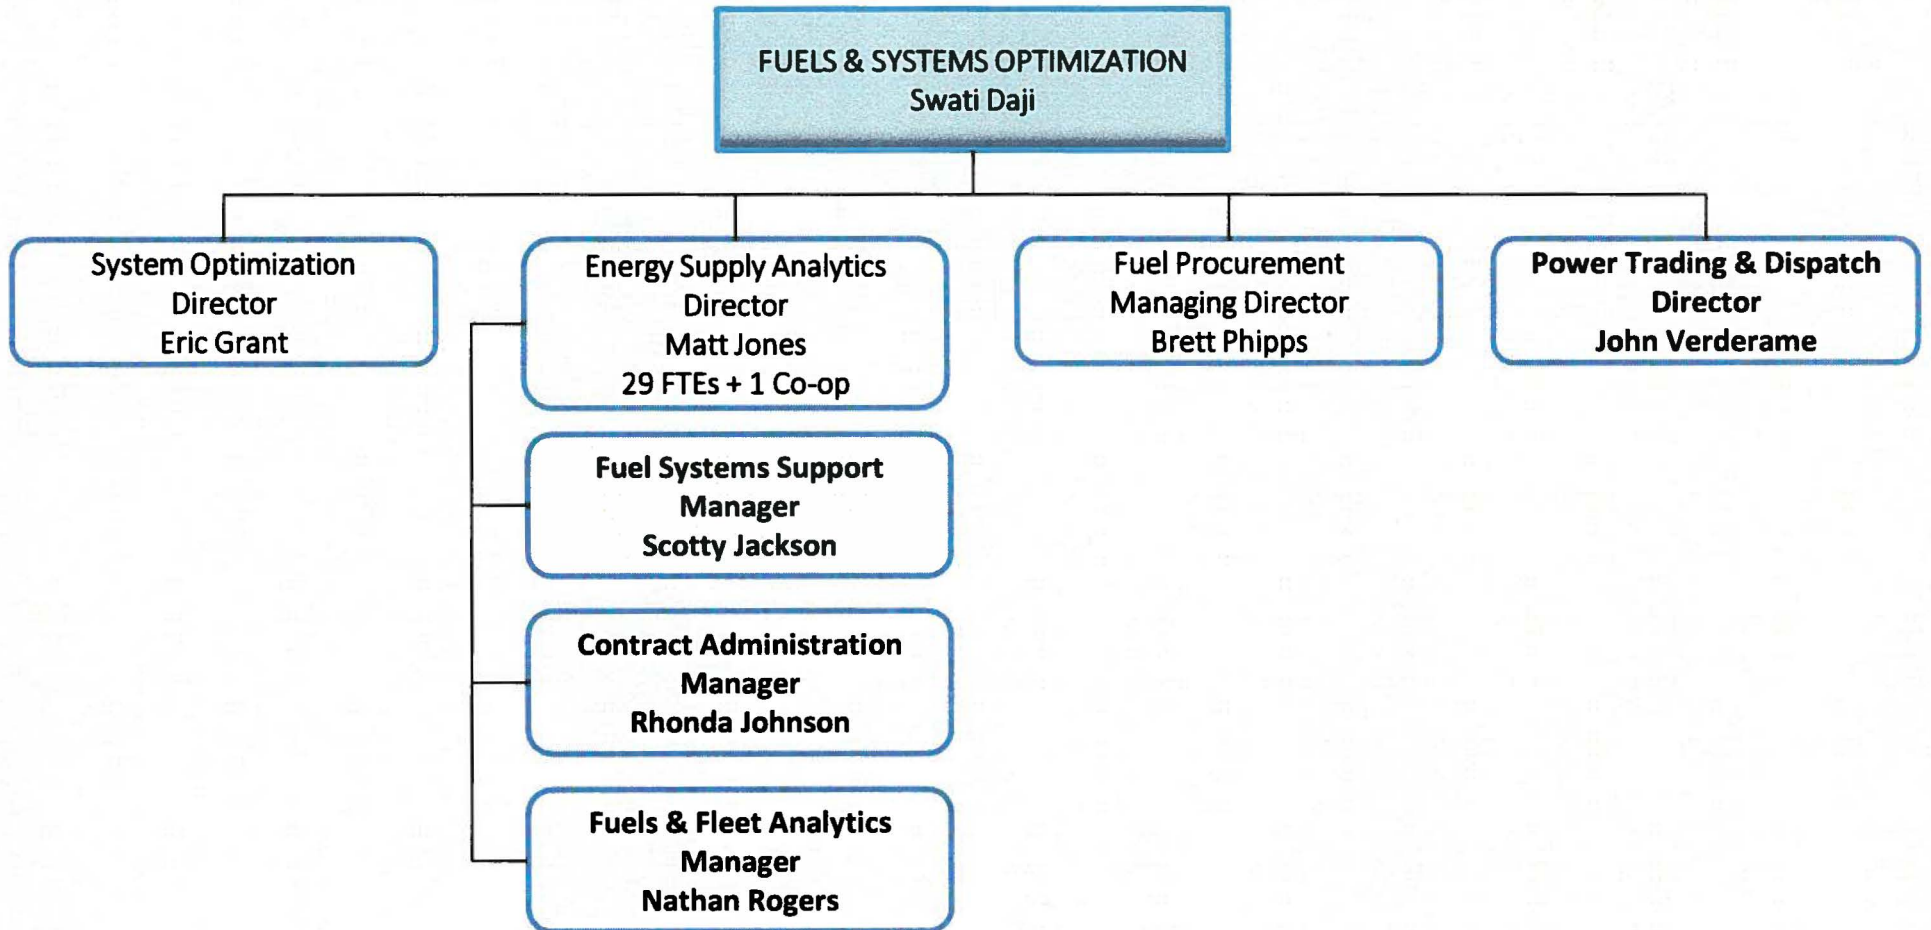 FUELS & SYSTEMS OPTIMIZATION
Swati Daji
System Optimization
Director
Eric Grant
Energy Supply Analytics
Director
Matt Jones
29 FTEs + 1 Co-op
Fuel Procurement
Managing Director
Brett Phipps
Power Trading & Dispatch
Director
John Verderame
Fuel Systems Support
Manager
Scotty Jackson
Contract Administration
Manager
Rhonda Johnson
Fuels & Fleet Analytics
Manager
Nathan Rogers